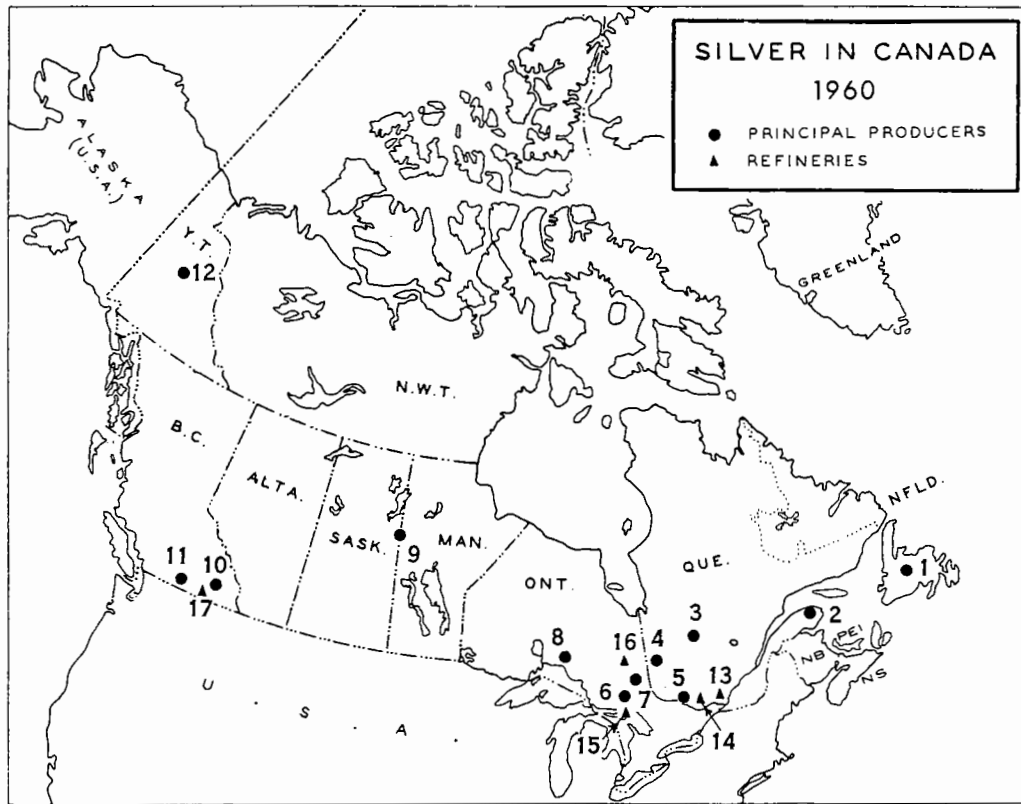 SILVER IN CANADA
1960
● PRINCIPAL PRODUCERS
▲ REFINERIES
ALASKA
(U.S.A.)
Y.T.
12
GREENLAND
N.W.T.
B.C.
ALTA.
SASK.
MAN.
9
ONT.
QUE.
NFLD.
1
2
3
4
5
6
7
8
10
11
17
16
13
14
15
PEI
NB
NS
U. S. A.